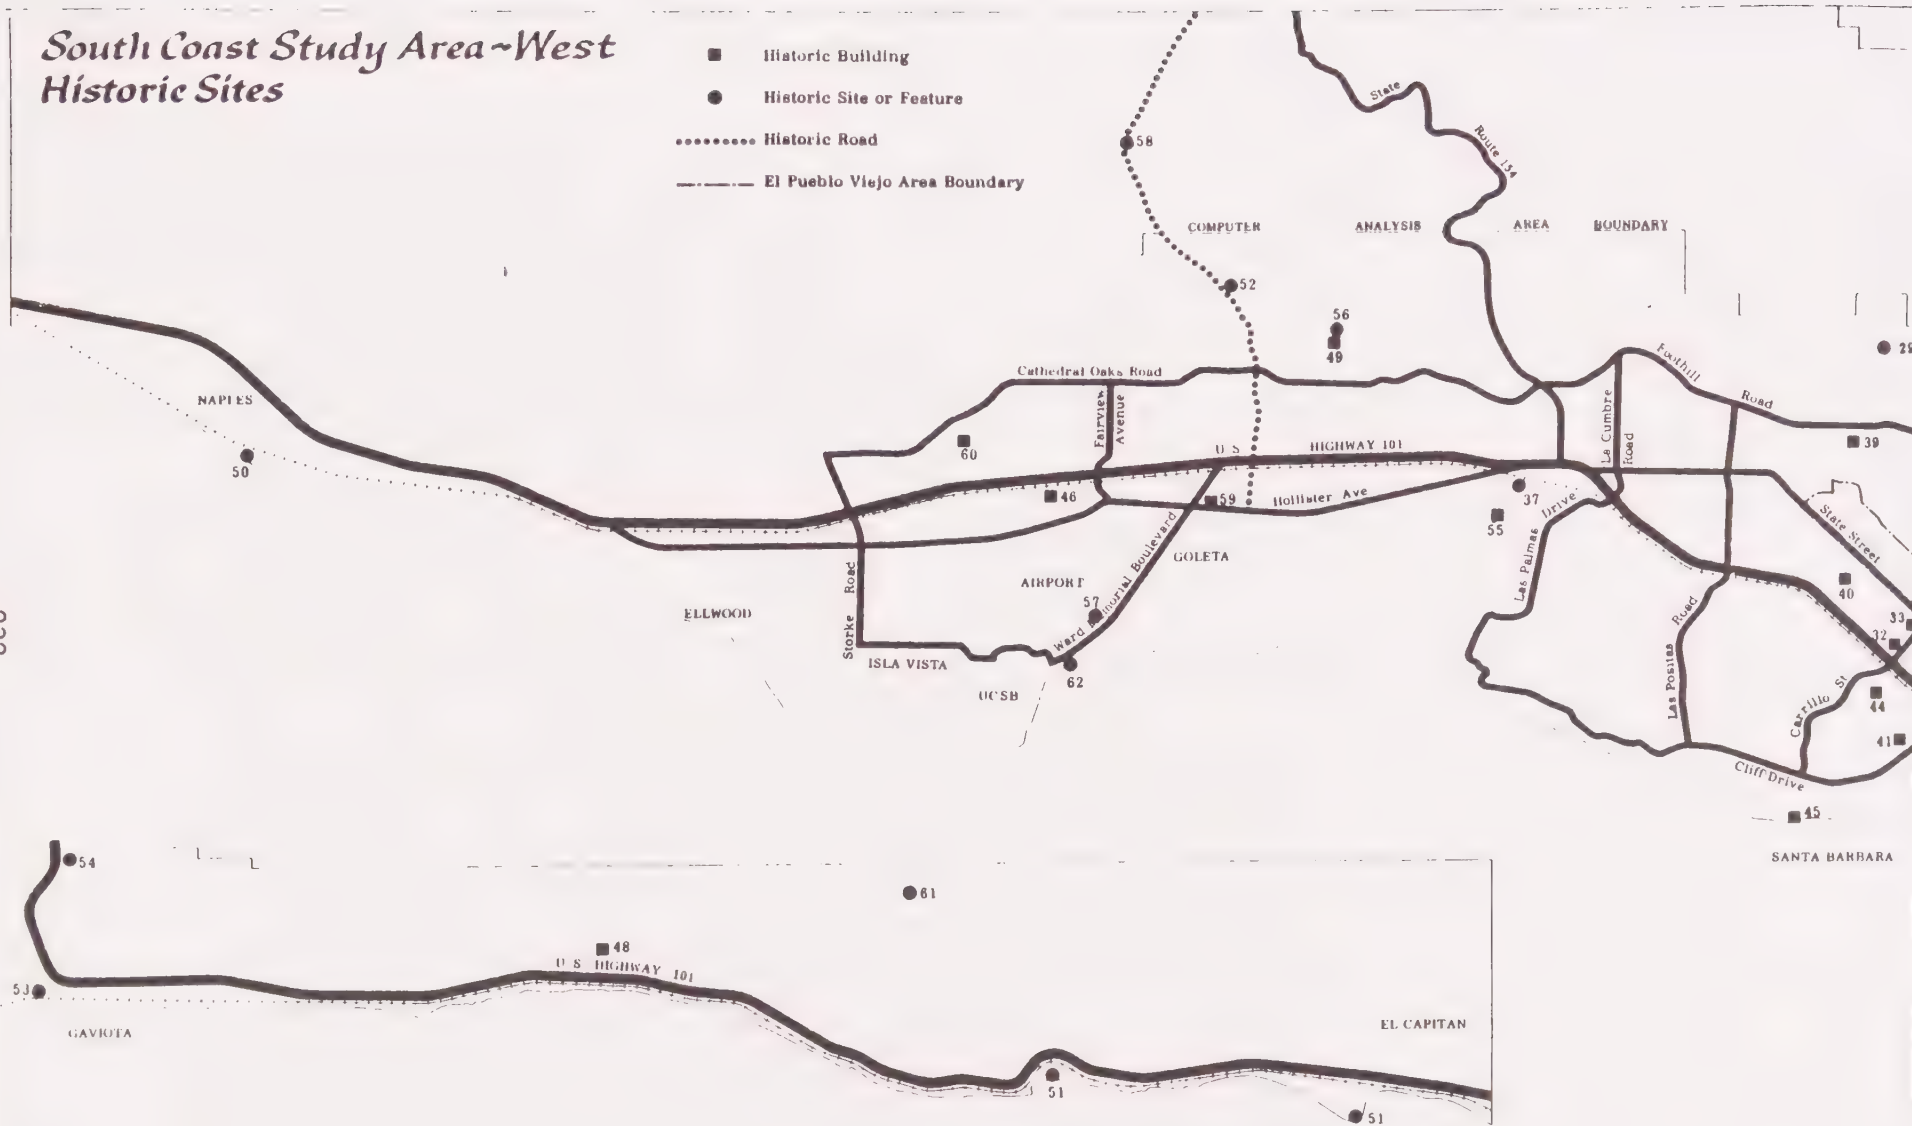 South Coast Study Area~West
Historic Sites
Historic Building
Historic Site or Feature
Historic Road
El Pueblo Viejo Area Boundary
State Route 154
58
COMPUTER ANALYSIS AREA BOUNDARY
52
56
49
29
Cathedral Oaks Road
Foothill Road
NAPLES
Fairview
Avenue
La Cumbre
Road
U S HIGHWAY 101
39
60
50
46
59
Hollister Ave
37
55
Las Palmas Drive
State Street
GOLETA
AIRPORT
57
Ward Memorial Boulevard
ELLWOOD
Storke Road
40
33
32
ISLA VISTA
62
UCSB
Las Positas Road
Carrillo St
44
41
Cliff Drive
45
SANTA BARBARA
54
61
48
U S HIGHWAY 101
53
GAVIOTA
EL CAPITAN
51
51